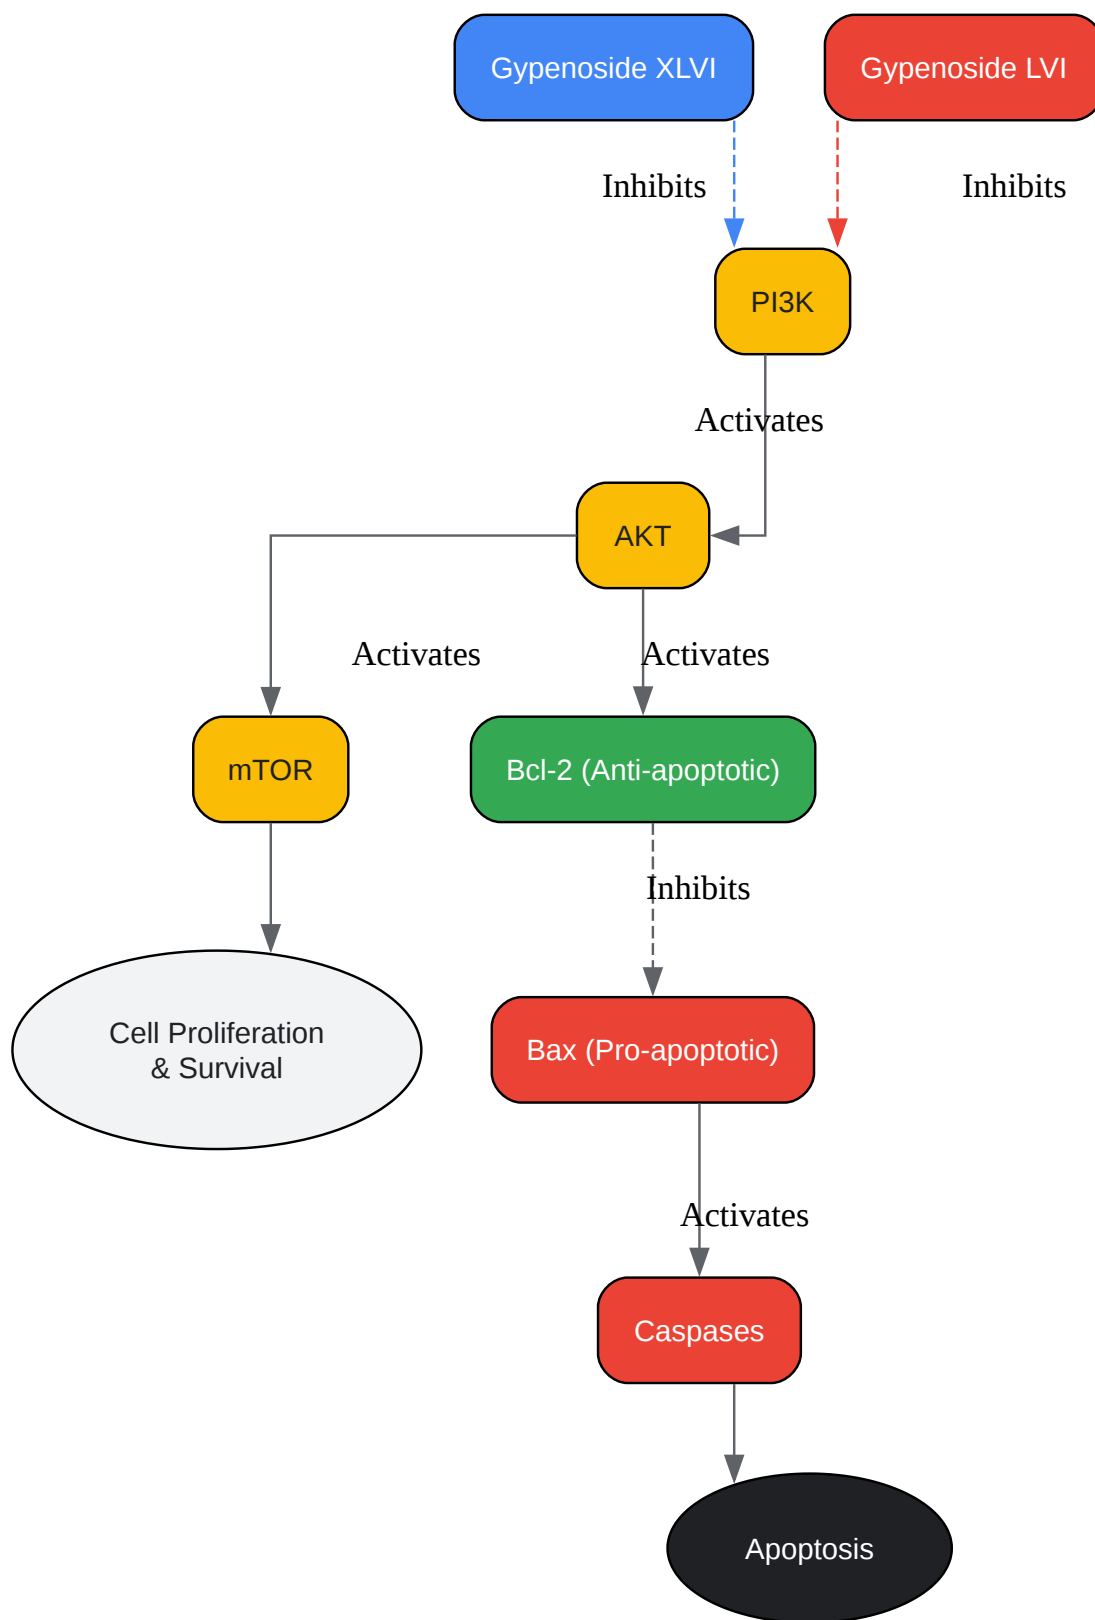 Gypenoside XLVI
Gypenoside LVI
Inhibits
Inhibits
PI3K
Activates
AKT
Activates
Activates
mTOR
Bcl-2 (Anti-apoptotic)
Inhibits
Cell Proliferation
& Survival
Bax (Pro-apoptotic)
Activates
Caspases
Apoptosis